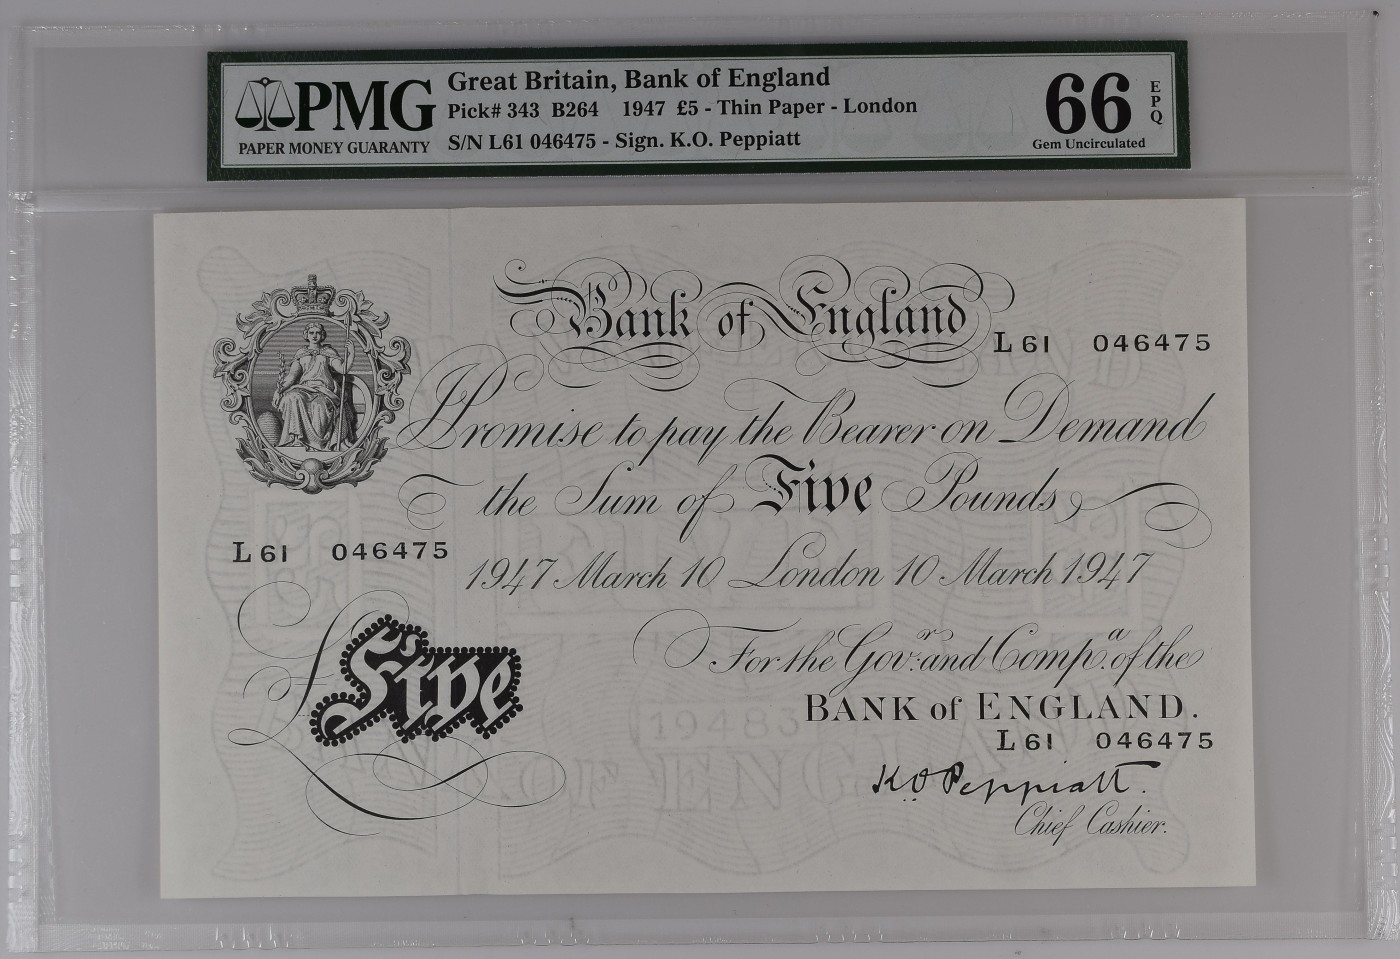 PMG
PAPER MONEY GUARANTY
Great Britain, Bank of England
Pick# 343 B264 1947 £5 - Thin Paper - London
S/N L61 046475 - Sign. K.O. Peppiatt
66
EPQ
Gem Uncirculated
Bank of England
L61 046475
I Promise to pay the Bearer on Demand
the Sum of Five Pounds
1947 March 10 London 10 March 1947
L61 046475
£ Five
For the Govr. and Compa. of the
BANK of ENGLAND.
L61 046475
K.O. Peppiatt.
Chief Cashier.